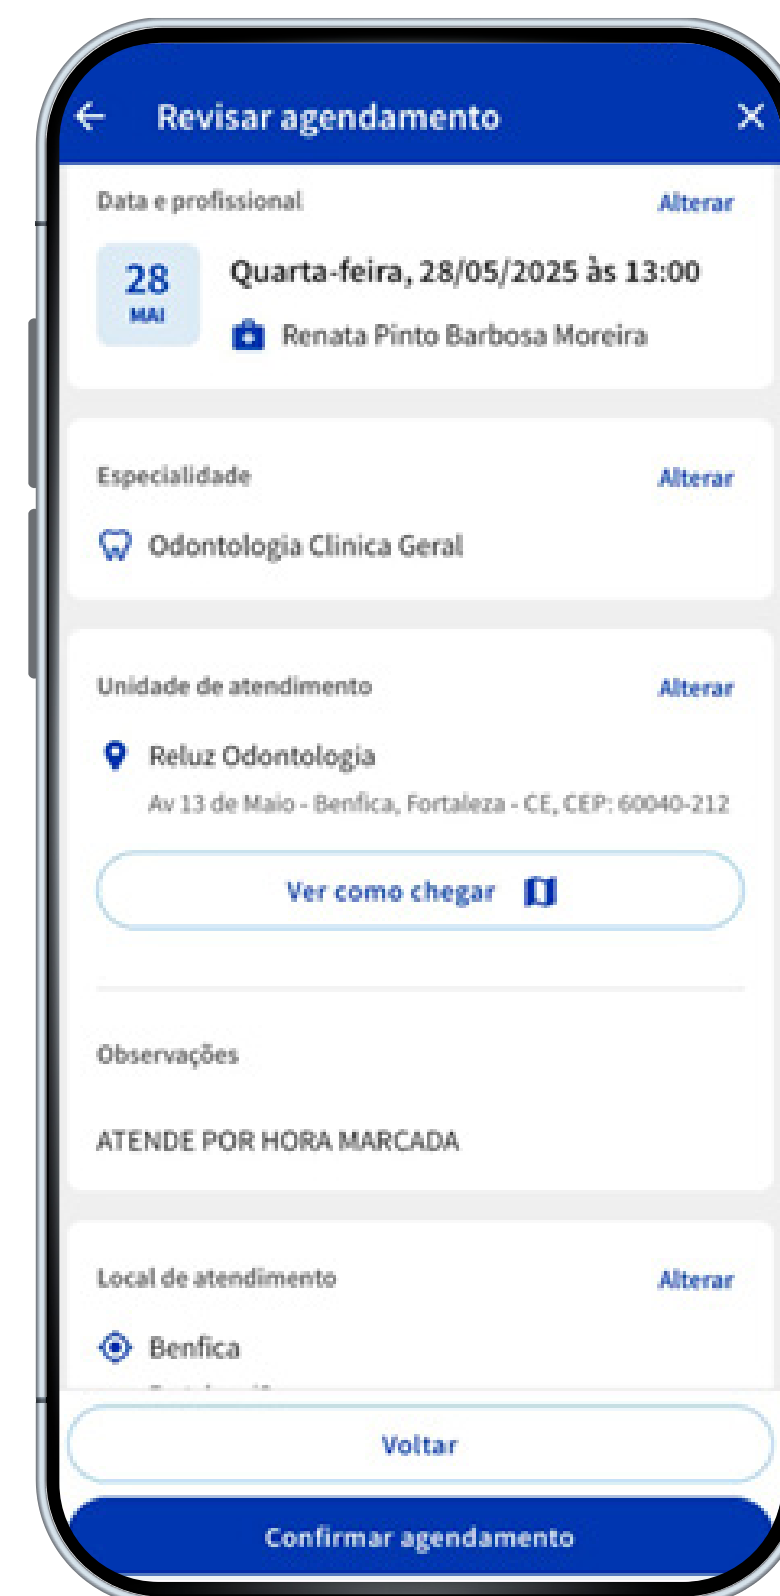 Revisar agendamento
Data e profissional
Alterar
28
MAI
Quarta-feira, 28/05/2025 às 13:00
Renata Pinto Barbosa Moreira
Especialidade
Alterar
Odontologia Clinica Geral
Unidade de atendimento
Alterar
Reluz Odontologia
Av 13 de Maio - Benfica, Fortaleza - CE, CEP: 60040-212
Ver como chegar
Observações
ATENDE POR HORA MARCADA
Local de atendimento
Alterar
Benfica
Voltar
Confirmar agendamento